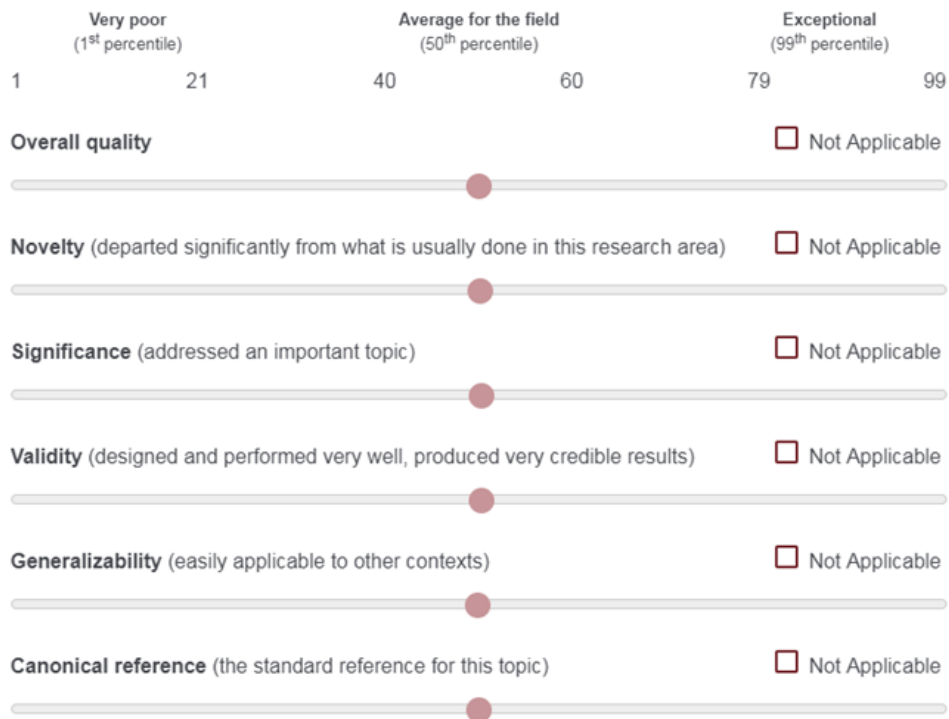 Very poor Average for the field Exceptional
(1st percentile) (50th percentile) (99th percentile)
1 21 40 60 79 99
Overall quality Not Applicable
Novelty (departed significantly from what is usually done in this research area) Not Applicable
Significance (addressed an important topic) Not Applicable
Validity (designed and performed very well, produced very credible results) Not Applicable
Generalizability (easily applicable to other contexts) Not Applicable
Canonical reference (the standard reference for this topic) Not Applicable